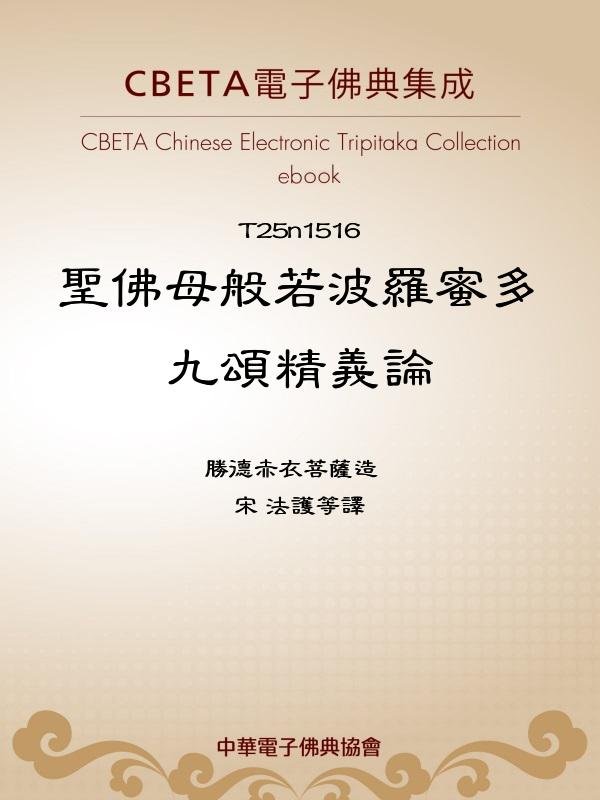 CBETA電子佛典集成
CBETA Chinese Electronic Tripitaka Collection
ebook
T25n1516
聖佛母般若波羅蜜多
九頌精義論
勝德赤衣菩薩造
宋 法護等譯
中華電子佛典協會